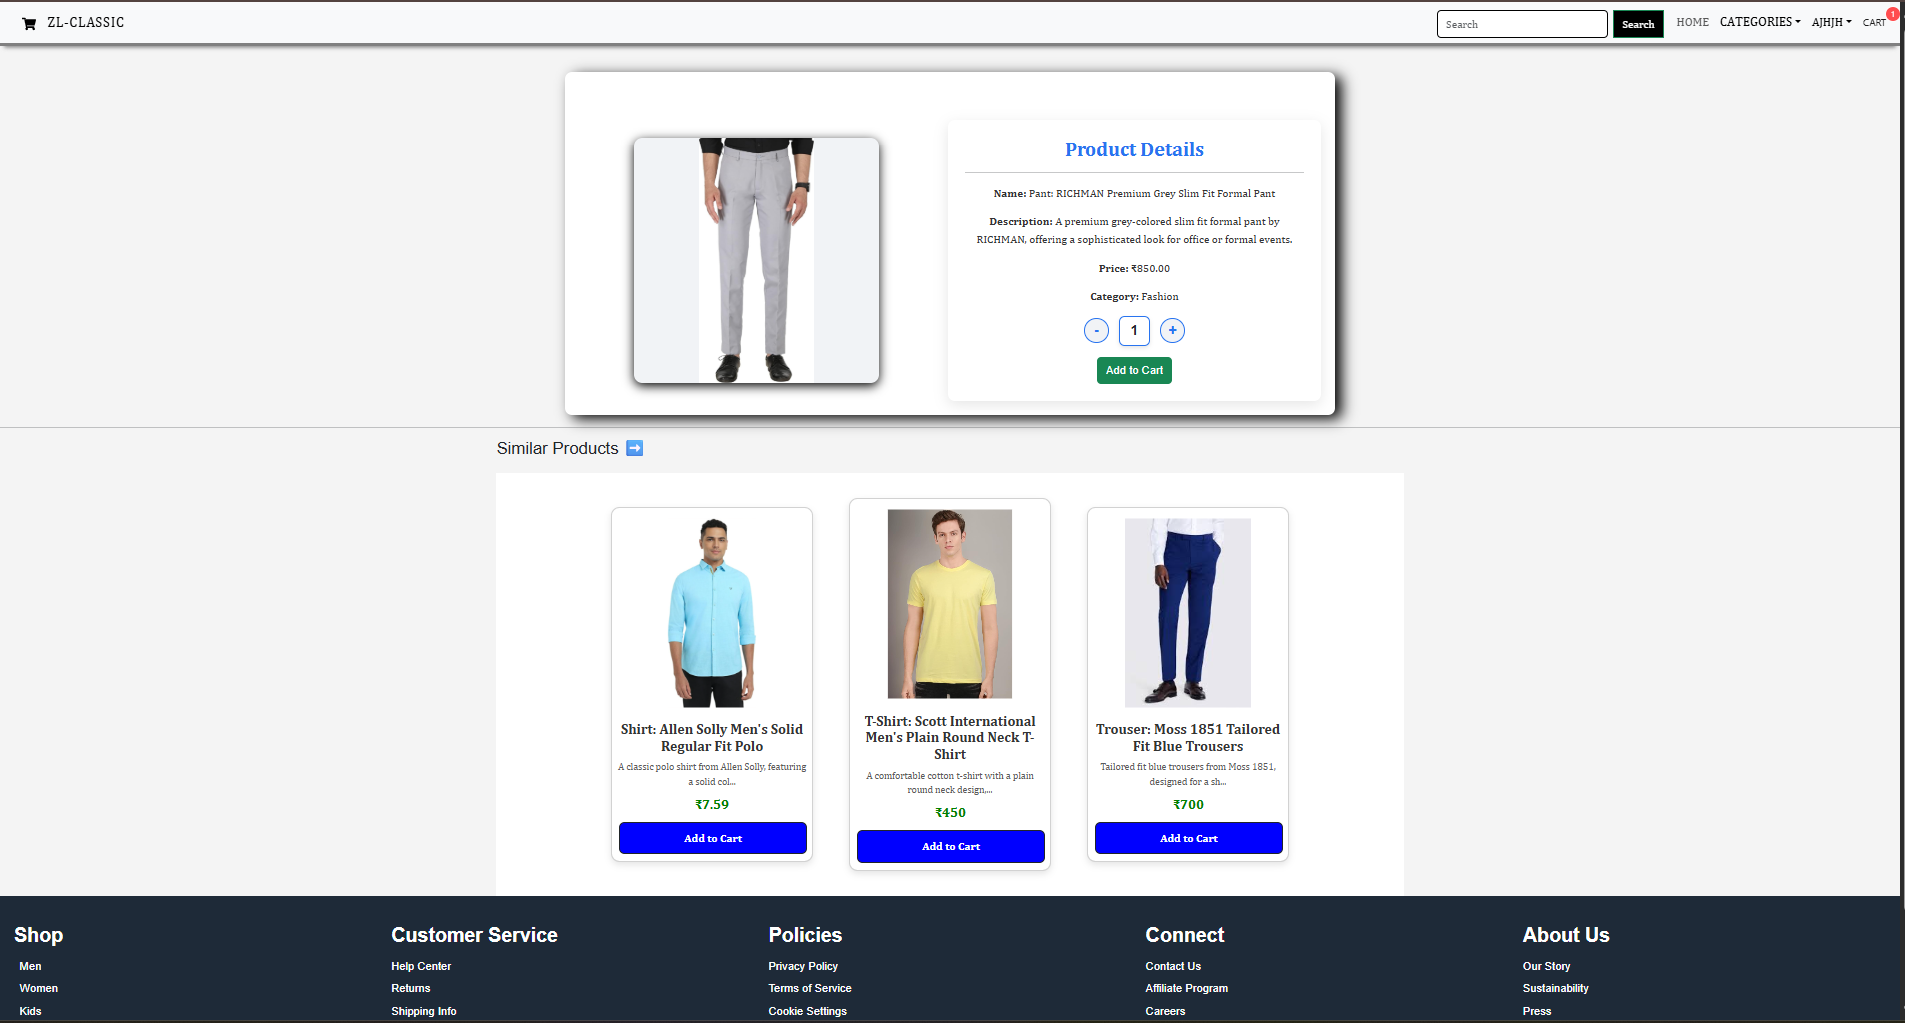 ZL-CLASSIC
Search
Search
HOME
CATEGORIES
AJHJH
CART
1
Product Details
Name: Pant: RICHMAN Premium Grey Slim Fit Formal Pant
Description: A premium grey-colored slim fit formal pant by
RICHMAN, offering a sophisticated look for office or formal events.
Price: ₹850.00
Category: Fashion
- 1 +
Add to Cart
Similar Products ➡️
Shirt: Allen Solly Men's Solid
Regular Fit Polo
A classic polo shirt from Allen Solly, featuring
a solid col...
₹7.59
Add to Cart
T-Shirt: Scott International
Men's Plain Round Neck T-
Shirt
A comfortable cotton t-shirt with a plain
round neck design,...
₹450
Add to Cart
Trouser: Moss 1851 Tailored
Fit Blue Trousers
Tailored fit blue trousers from Moss 1851,
designed for a sh...
₹700
Add to Cart
Shop
Men
Women
Kids
Customer Service
Help Center
Returns
Shipping Info
Policies
Privacy Policy
Terms of Service
Cookie Settings
Connect
Contact Us
Affiliate Program
Careers
About Us
Our Story
Sustainability
Press